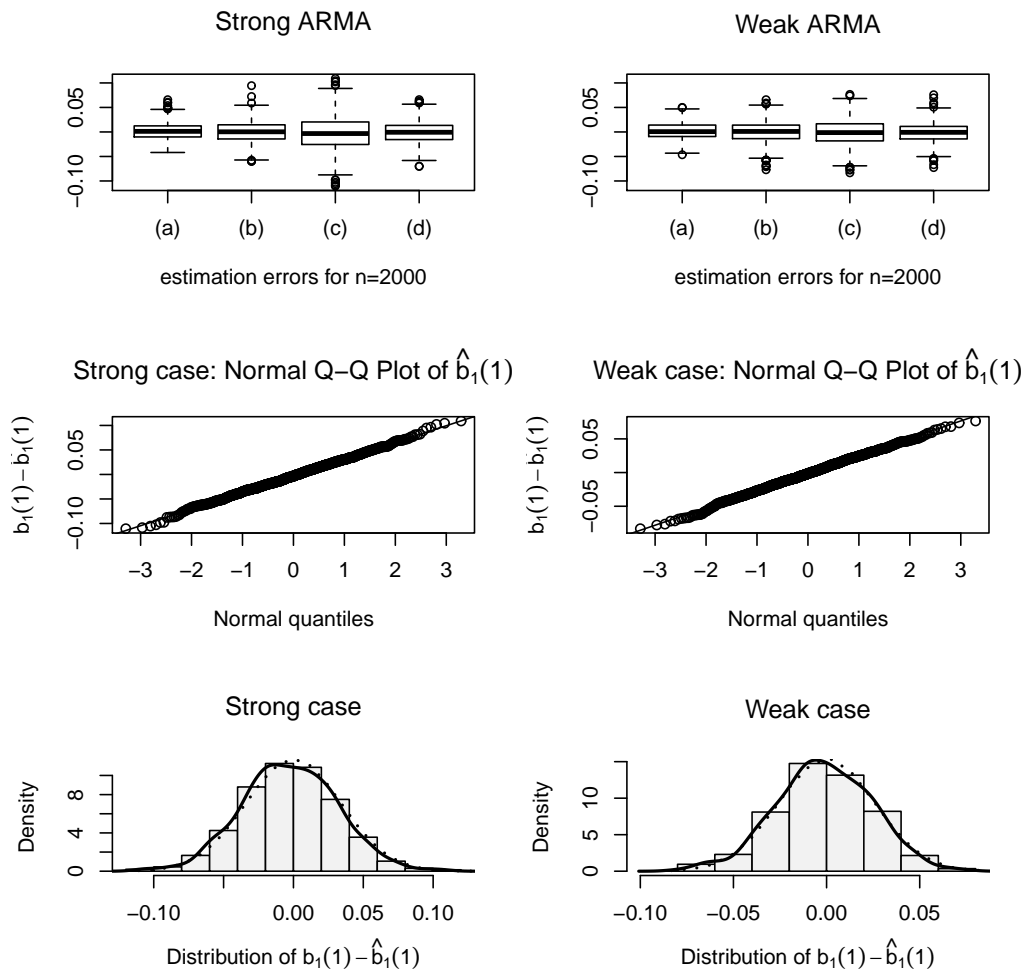 Strong ARMA
Weak ARMA
0.05
−0.10
(a) (b) (c) (d)
estimation errors for n=2000
0.05
−0.10
(a) (b) (c) (d)
estimation errors for n=2000
Strong case: Normal Q−Q Plot of b̂₁(1)
Weak case: Normal Q−Q Plot of b̂₁(1)
b₁(1) − b̂₁(1)
0.05
−0.10
−3 −2 −1 0 1 2 3
Normal quantiles
b₁(1) − b̂₁(1)
0.05
−0.05
−3 −2 −1 0 1 2 3
Normal quantiles
Strong case
Weak case
Density
8
4
0
−0.10 0.00 0.05 0.10
Distribution of b₁(1) − b̂₁(1)
Density
10
5
0
−0.10 −0.05 0.00 0.05
Distribution of b₁(1) − b̂₁(1)